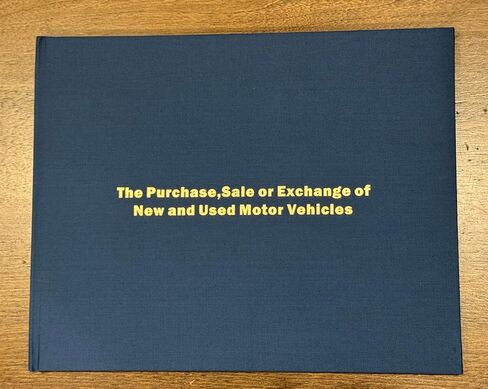 The Purchase,Sale or Exchange of
New and Used Motor Vehicles